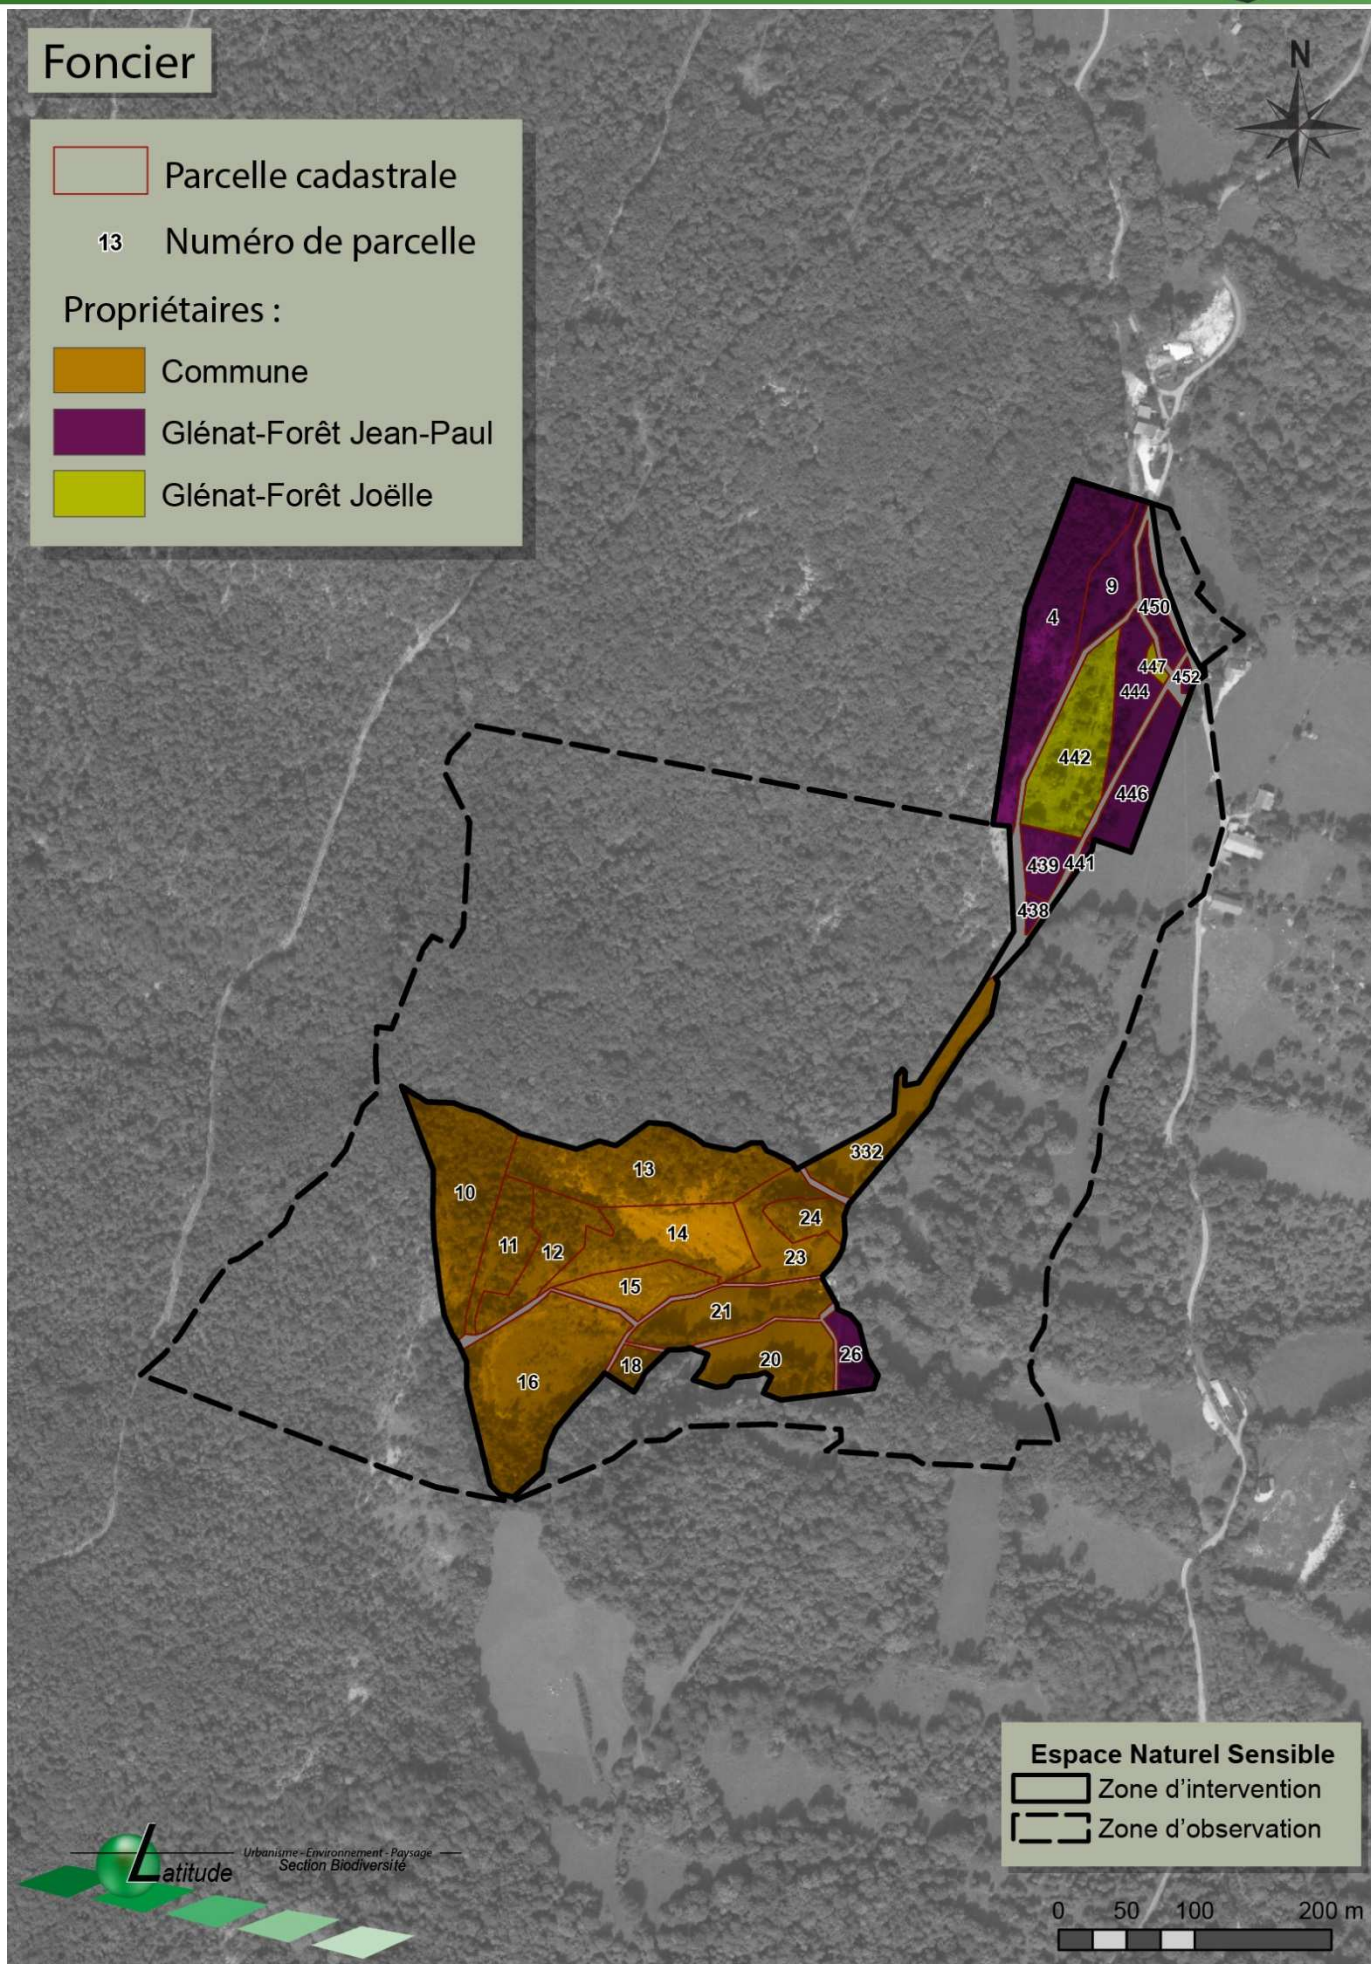 Foncier
N
Parcelle cadastrale
13 Numéro de parcelle
Propriétaires :
Commune
Glénat-Forêt Jean-Paul
Glénat-Forêt Joëlle
9
450
4
447
452
444
442
446
439
441
438
332
13
10
24
14
11
12
23
15
21
26
20
18
16
Espace Naturel Sensible
Zone d’intervention
Zone d’observation
Latitude
Urbanisme - Environnement - Paysage
Section Biodiversité
0 50 100 200 m